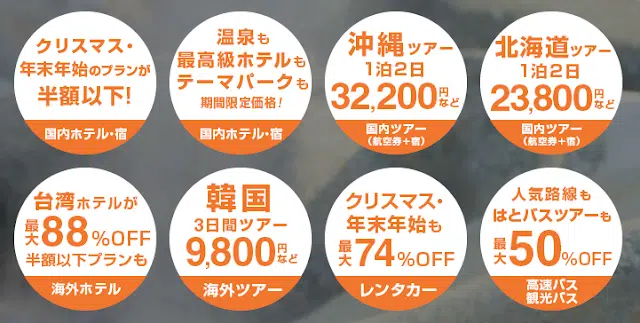 クリスマス・
年末年始のプランが
半額以下!
国内ホテル・宿
温泉も
最高級ホテルも
テーマパークも
期間限定価格!
国内ホテル・宿
沖縄ツアー
1泊2日
32,200円など
国内ツアー
(航空券+宿)
北海道ツアー
1泊2日
23,800円など
国内ツアー
(航空券+宿)
台湾ホテルが
最大88%OFF
半額以下プランも
海外ホテル
韓国
3日間ツアー
9,800円など
海外ツアー
クリスマス・
年末年始も
最大74%OFF
レンタカー
人気路線も
はとバスツアーも
最大50%OFF
高速バス
観光バス